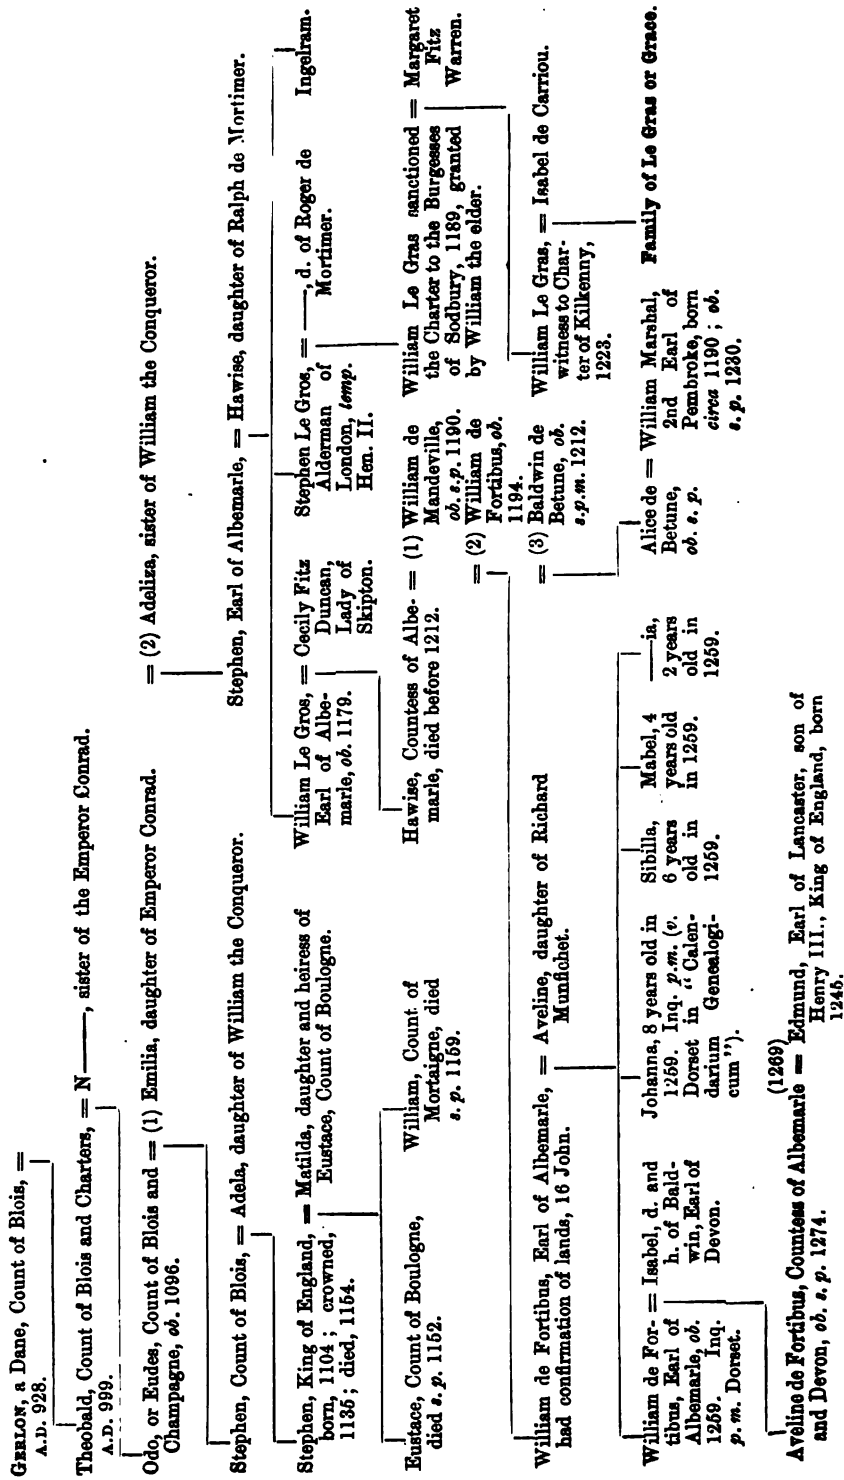 GERLON, a Dane, Count of Blois, =
A.D. 928.
Theobald, Count of Blois and Charters, = N——, sister of the Emperor Conrad.
A.D. 999.
Odo, or Eudes, Count of Blois and = (1) Emilia, daughter of Emperor Conrad.
Champagne, ob. 1096.
= (2) Adeliza, sister of William the Conqueror.
Stephen, Count of Blois, = Adela, daughter of William the Conqueror.
Stephen, Earl of Albemarle, = Hawise, daughter of Ralph de Mortimer.
Stephen, King of England,
born, 1104 ; crowned,
1135 ; died, 1154.
= Matilda, daughter and heiress of
Eustace, Count of Boulogne.
William Le Gros,
Earl of Albe-
marle, ob. 1179.
= Cecily Fitz
Duncan,
Lady of
Skipton.
Stephen Le Gros,
Alderman of
London, temp.
Hen. II.
= ——, d. of Roger de
Mortimer.
Ingelram.
Eustace, Count of Boulogne,
died s. p. 1152.
William, Count of
Mortaigne, died
s. p. 1159.
Hawise, Countess of Albe-
marle, died before 1212.
= (1) William de
Mandeville,
ob. s.p. 1190.
= (2) William de
Fortibus, ob.
1194.
= (3) Baldwin de
Betune, ob.
s.p.m. 1212.
William Le Gras sanctioned
the Charter to the Burgesses
of Sodbury, 1189, granted
by William the elder.
= Margaret
Fitz
Warren.
William de Fortibus, Earl of Albemarle,
had confirmation of lands, 16 John.
= Aveline, daughter of Richard
Munfichet.
William Le Gras,
witness to Char-
ter of Kilkenny,
1223.
= Isabel de Carriou.
William de For-
tibus, Earl of
Albemarle, ob.
1259. Inq.
p. m. Dorset.
= Isabel, d. and
h. of Bald-
win, Earl of
Devon.
Johanna, 8 years old in
1259. Inq. p.m. (v.
Dorset in “ Calen-
darium Genealogi-
cum ”).
Sibilla,
6 years
old in
1259.
Mabel, 4
years old
in 1259.
——ia,
2 years
old in
1259.
Alice de
Betune,
ob. s. p.
= William Marshal,
2nd Earl of
Pembroke, born
circa 1190 ; ob.
s. p. 1230.
Family of Le Gras or Grace.
(1269)
Aveline de Fortibus, Countess of Albemarle
and Devon, ob. s. p. 1274.
= Edmund, Earl of Lancaster, son of
Henry III., King of England, born
1245.